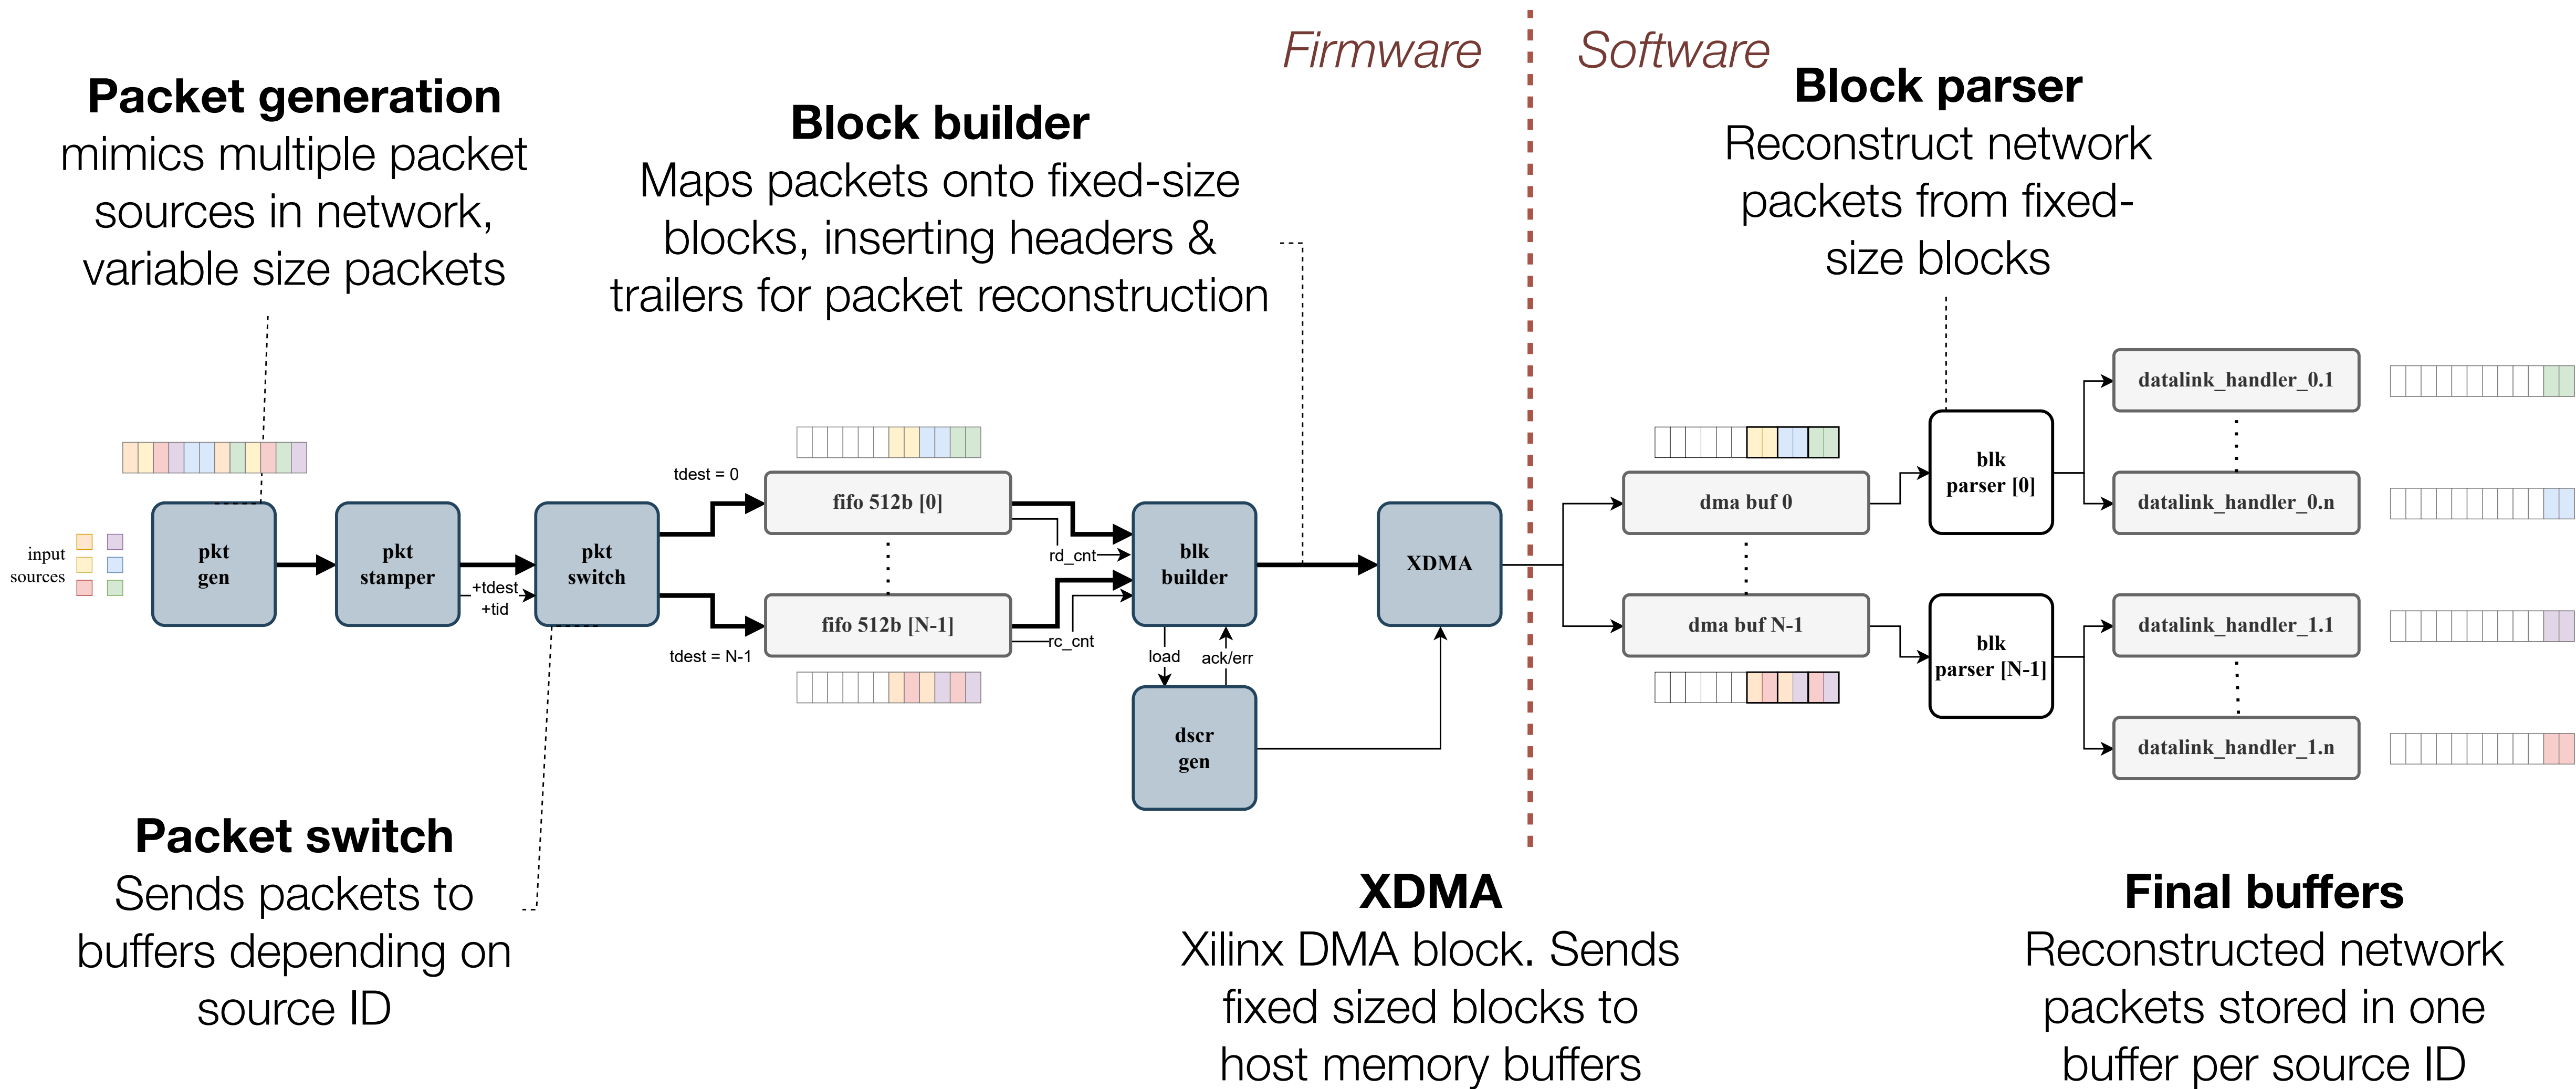 Firmware
Software
Packet generation
mimics multiple packet
sources in network,
variable size packets
Block builder
Maps packets onto fixed-size
blocks, inserting headers &
trailers for packet reconstruction
Block parser
Reconstruct network
packets from fixed-
size blocks
input
sources
pkt
gen
pkt
stamper
+tdest
+tid
pkt
switch
tdest = 0
tdest = N-1
fifo 512b [0]
fifo 512b [N-1]
rd_cnt
rc_cnt
blk
builder
load
ack/err
dscr
gen
XDMA
dma buf 0
dma buf N-1
blk
parser [0]
blk
parser [N-1]
datalink_handler_0.1
datalink_handler_0.n
datalink_handler_1.1
datalink_handler_1.n
Packet switch
Sends packets to
buffers depending on
source ID
XDMA
Xilinx DMA block. Sends
fixed sized blocks to
host memory buffers
Final buffers
Reconstructed network
packets stored in one
buffer per source ID